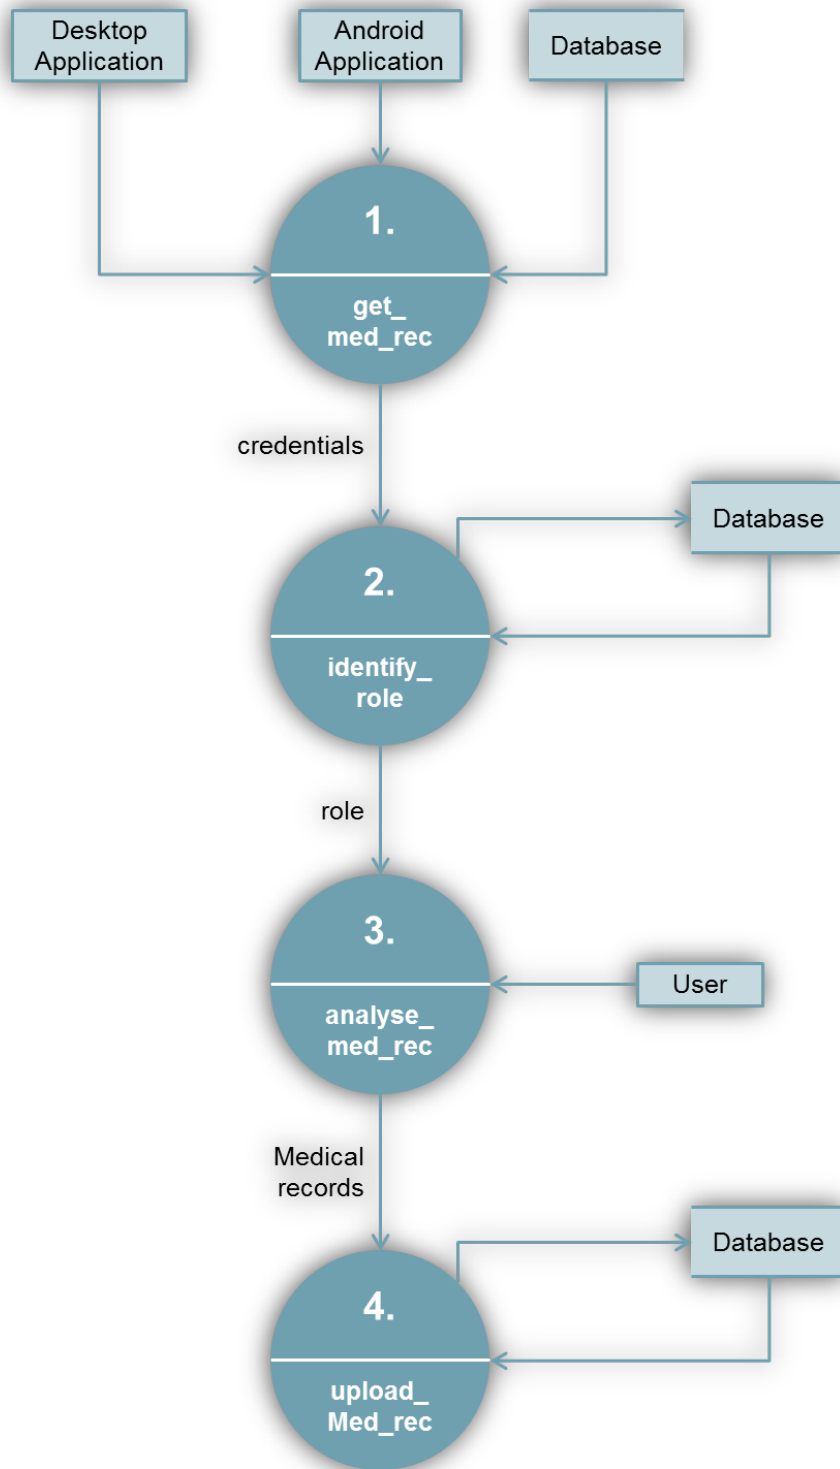 Desktop
Application
Android
Application
Database
1.
get_
med_rec
credentials
Database
2.
identify_
role
role
3.
User
analyse_
med_rec
Medical
records
Database
4.
upload_
Med_rec